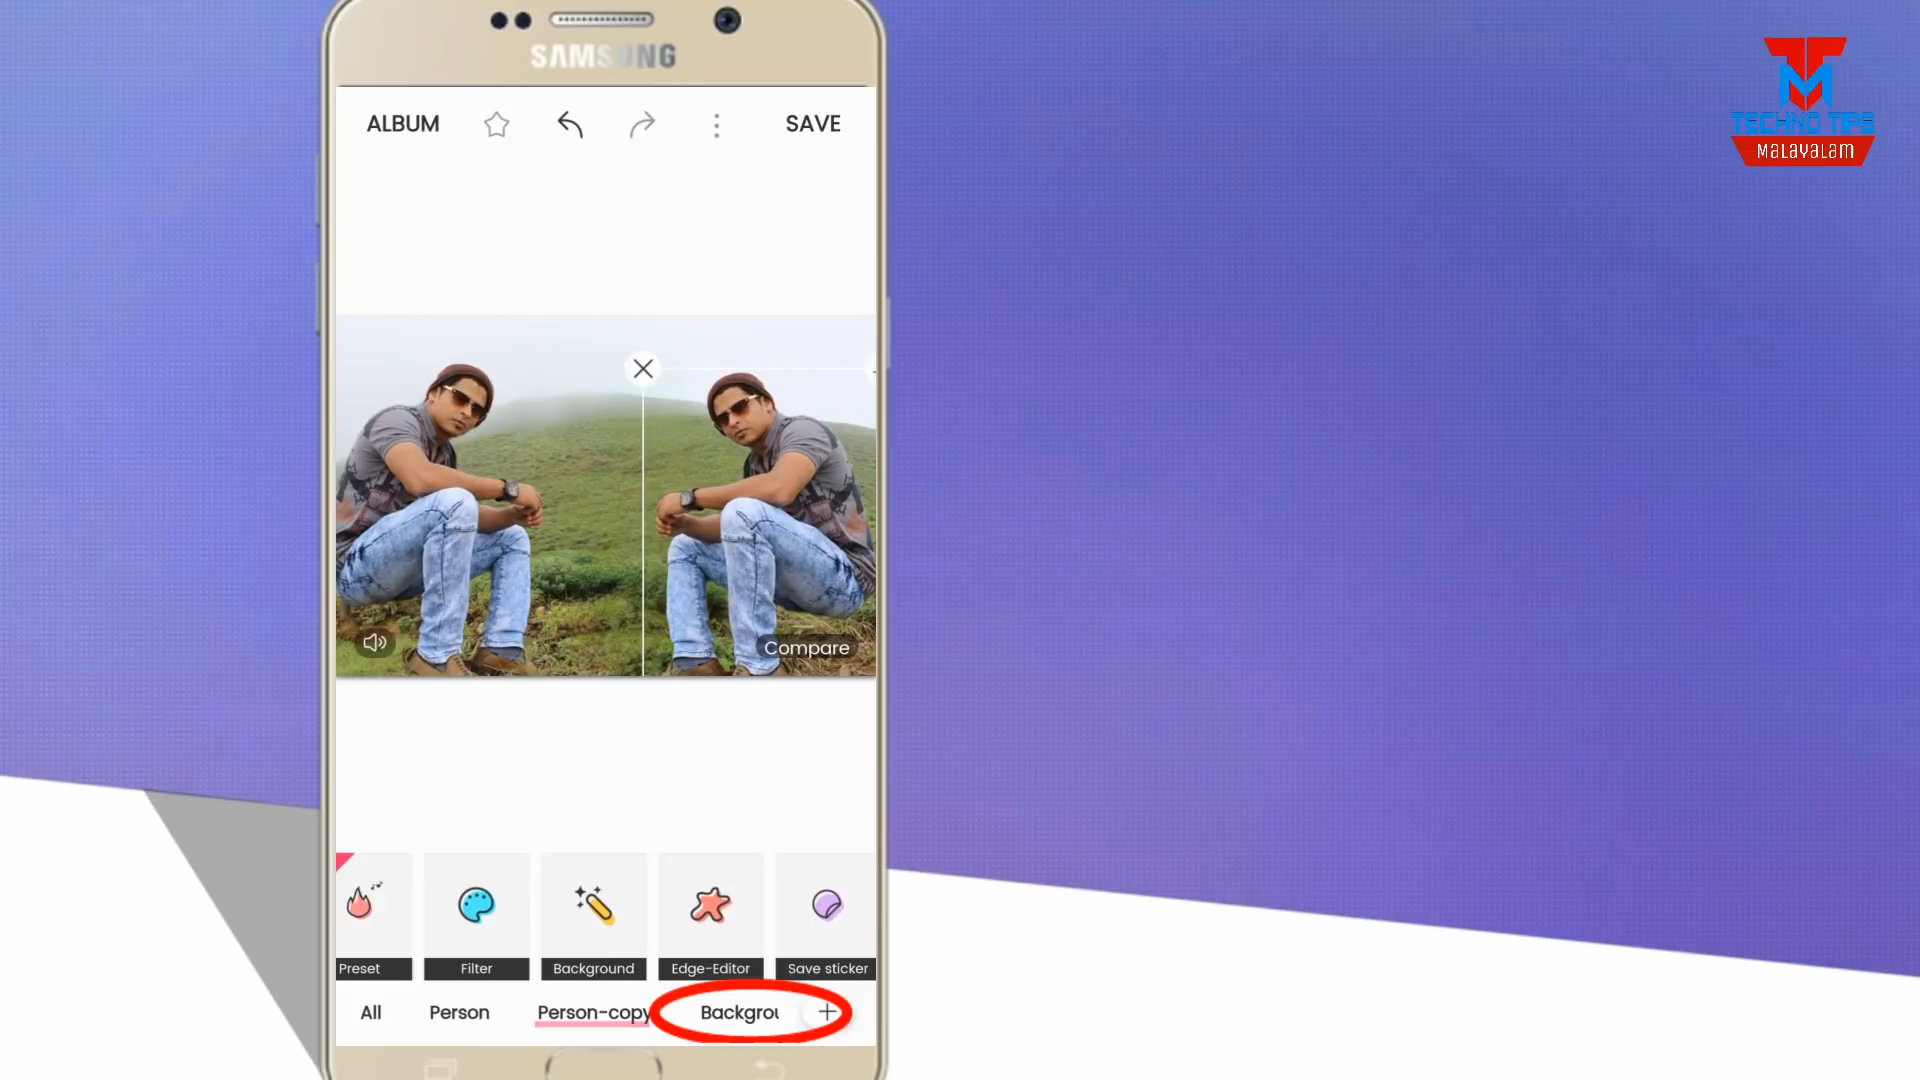 SAMSUNG
ALBUM
SAVE
TECHNO TIPS
Malayalam
Compare
Preset
Filter
Background
Edge-Editor
Save sticker
All
Person
Person-copy
Backgrou